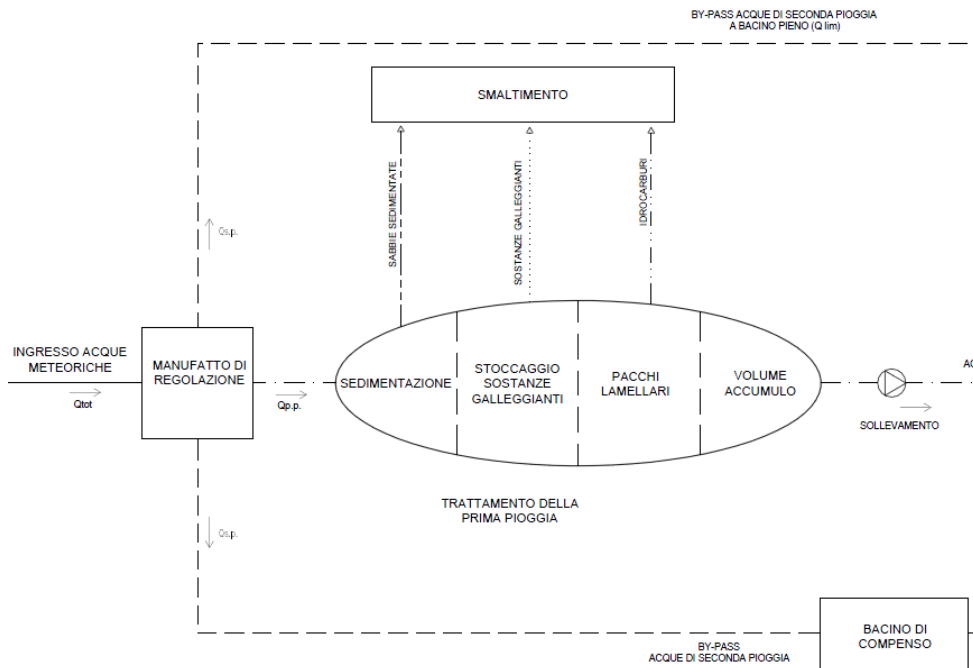 BY-PASS ACQUE DI SECONDA PIOGGIA
A BACINO PIENO (Q lim)
SMALTIMENTO
SABBIE SEDIMENTATE
SOSTANZE GALLEGGIANTI
IDROCARBURI
Qs.p.
INGRESSO ACQUE
METEORICHE
Qtot
MANUFATTO DI
REGOLAZIONE
Qp.p.
SEDIMENTAZIONE
STOCCAGGIO
SOSTANZE
GALLEGGIANTI
PACCHI
LAMELLARI
VOLUME
ACCUMULO
SOLLEVAMENTO
AC
TRATTAMENTO DELLA
PRIMA PIOGGIA
Qs.p.
BY-PASS
ACQUE DI SECONDA PIOGGIA
BACINO DI
COMPENSO